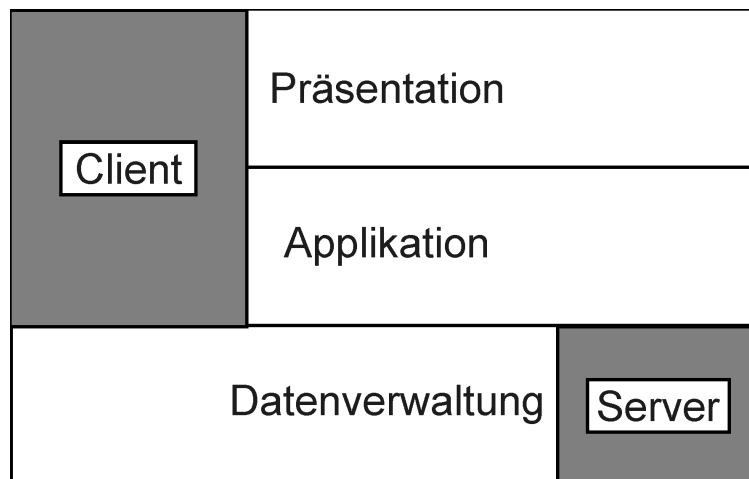 Präsentation
Client
Applikation
Datenverwaltung
Server